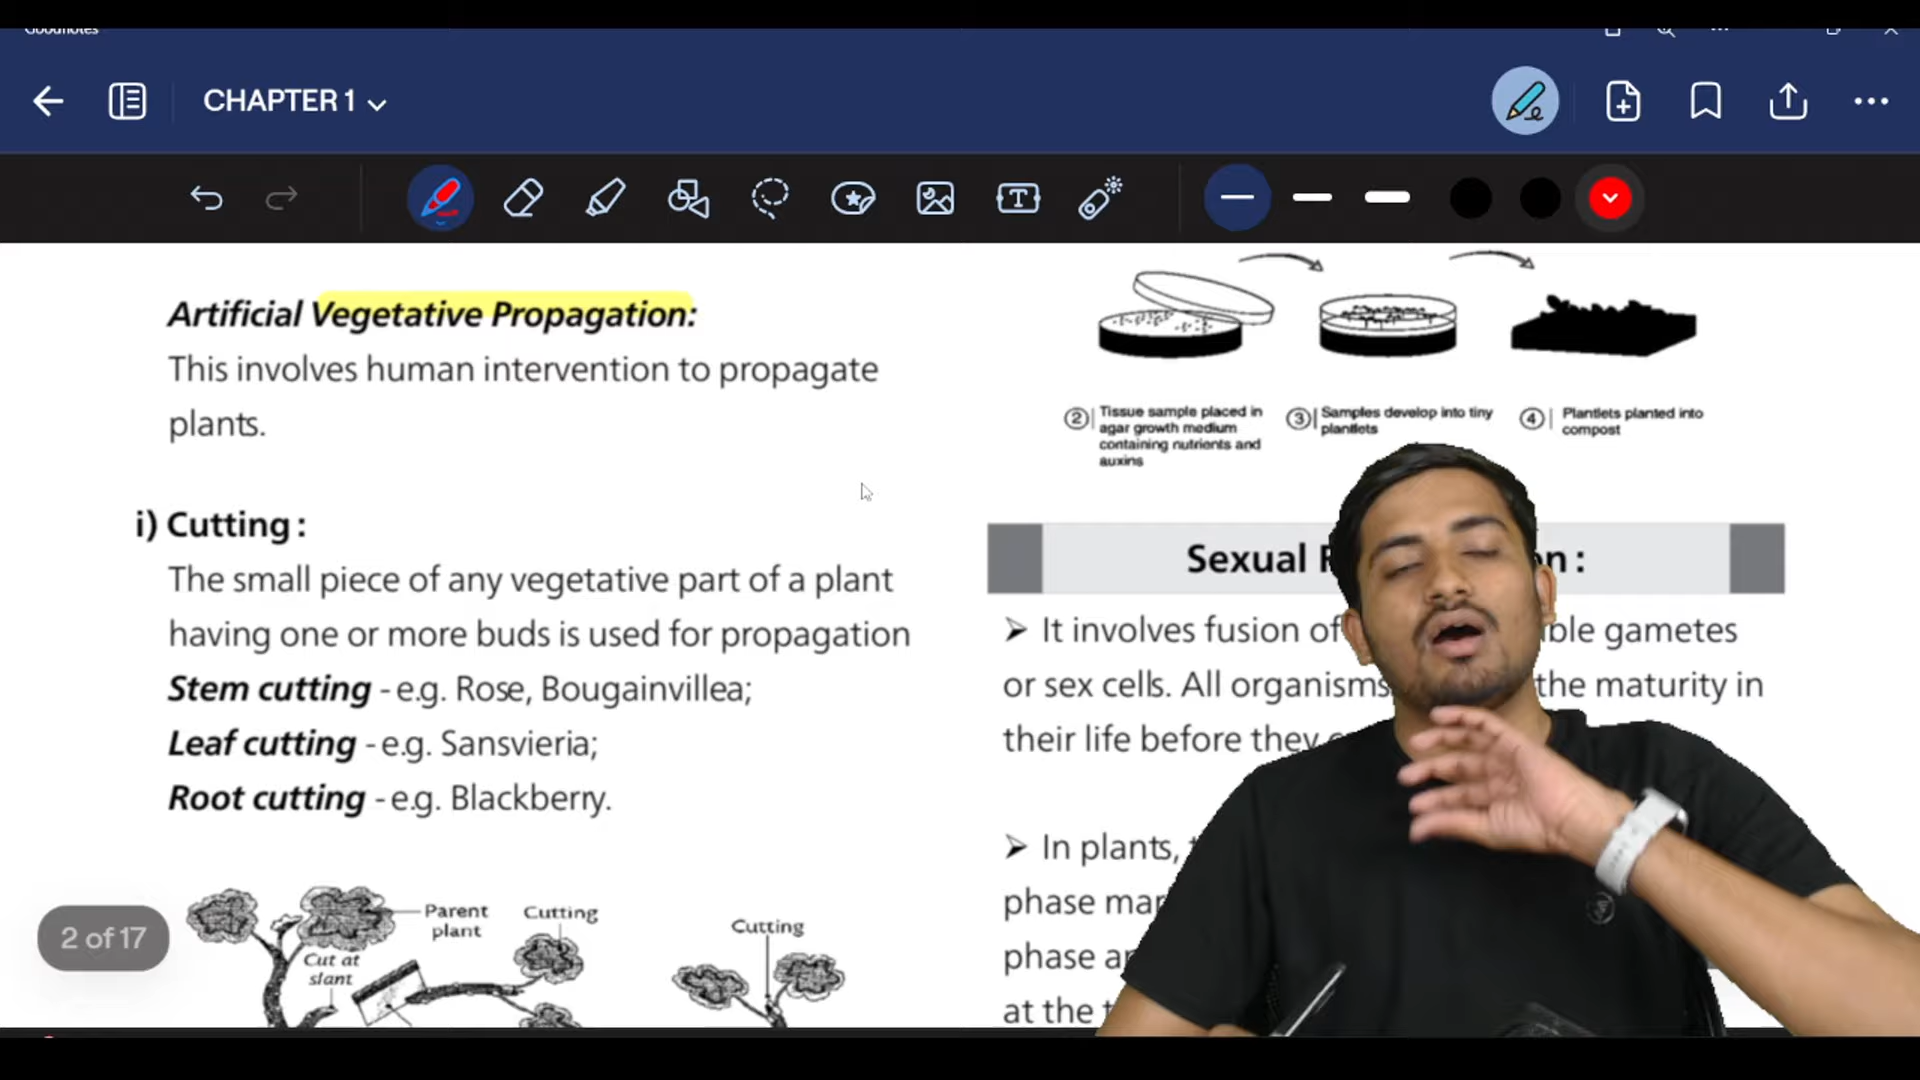 Goodnotes
CHAPTER 1
Artificial Vegetative Propagation:
This involves human intervention to propagate
plants.
i) Cutting :
The small piece of any vegetative part of a plant
having one or more buds is used for propagation
Stem cutting - e.g. Rose, Bougainvillea;
Leaf cutting - e.g. Sansvieria;
Root cutting - e.g. Blackberry.
Parent
plant
Cutting
Cut at
slant
Cutting
2 of 17
② Tissue sample placed in
agar growth medium
containing nutrients and
auxins
③ Samples develop into tiny
plantlets
④ Plantlets planted into
compost
Sexual
➤ It involves fusion of gametes
or sex cells. All organisms the maturity in
their life before they
➤ In plants,
phase
phase
at the